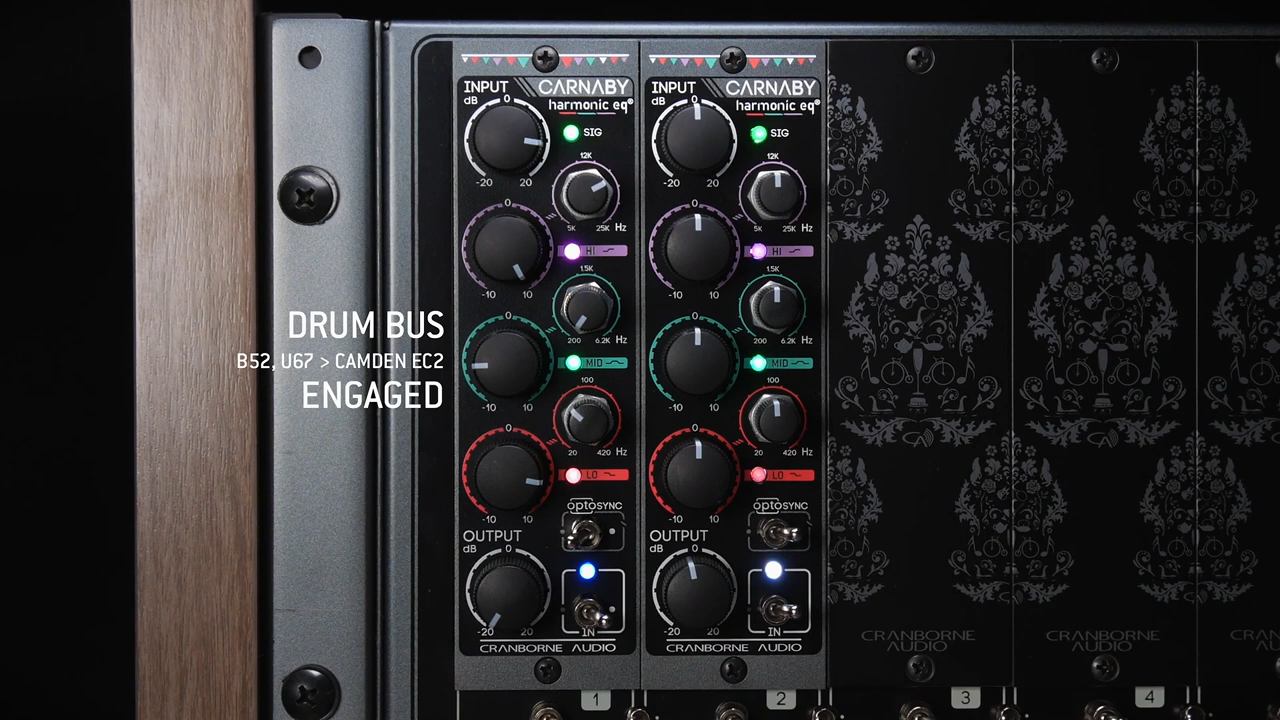 DRUM BUS
B52, U67 > CAMDEN EC2
ENGAGED
INPUT
dB
0
-20 20
CARNABY
harmonic eq®
SIG
12K
5K 25K Hz
0
-10 10
HI
1.5K
200 6.2K Hz
0
-10 10
MID
100
20 420 Hz
0
-10 10
LO
optoSYNC
OUTPUT
dB
0
-20 20
IN
CRANBORNE AUDIO
1
INPUT
dB
0
-20 20
CARNABY
harmonic eq®
SIG
12K
5K 25K Hz
0
-10 10
HI
1.5K
200 6.2K Hz
0
-10 10
MID
100
20 420 Hz
0
-10 10
LO
optoSYNC
OUTPUT
dB
0
-20 20
IN
CRANBORNE AUDIO
2
CRANBORNE
AUDIO
3
CRANBORNE
AUDIO
4